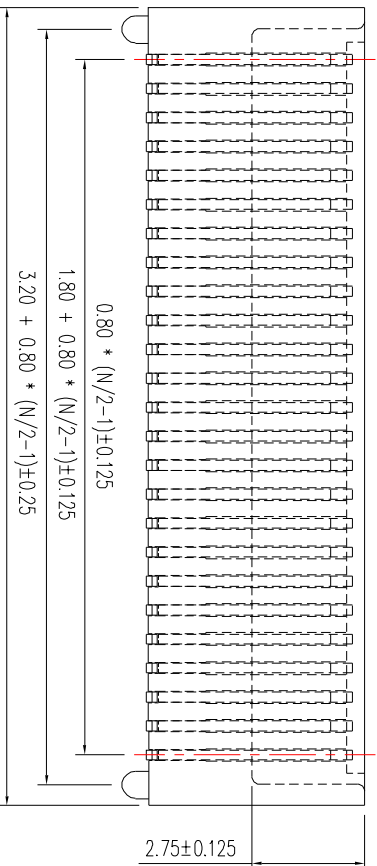 0.80 * (N/2-1)±0.125
1.80 + 0.80 * (N/2-1)±0.125
3.20 + 0.80 * (N/2-1)±0.25
2.75±0.125